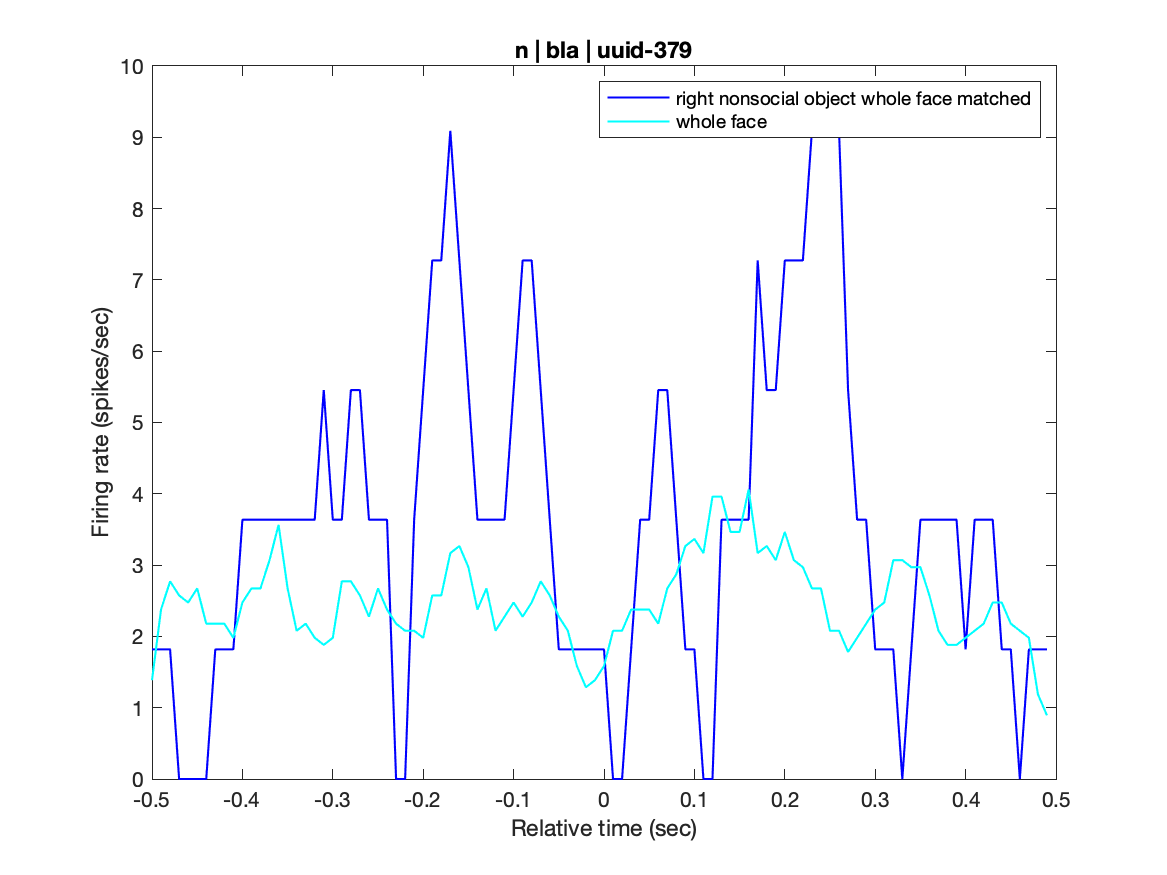 n | bla | uuid-379
10
9
8
7
6
5
4
3
2
1
0
Firing rate (spikes/sec)
right nonsocial object whole face matched
whole face
-0.5 -0.4 -0.3 -0.2 -0.1 0 0.1 0.2 0.3 0.4 0.5
Relative time (sec)